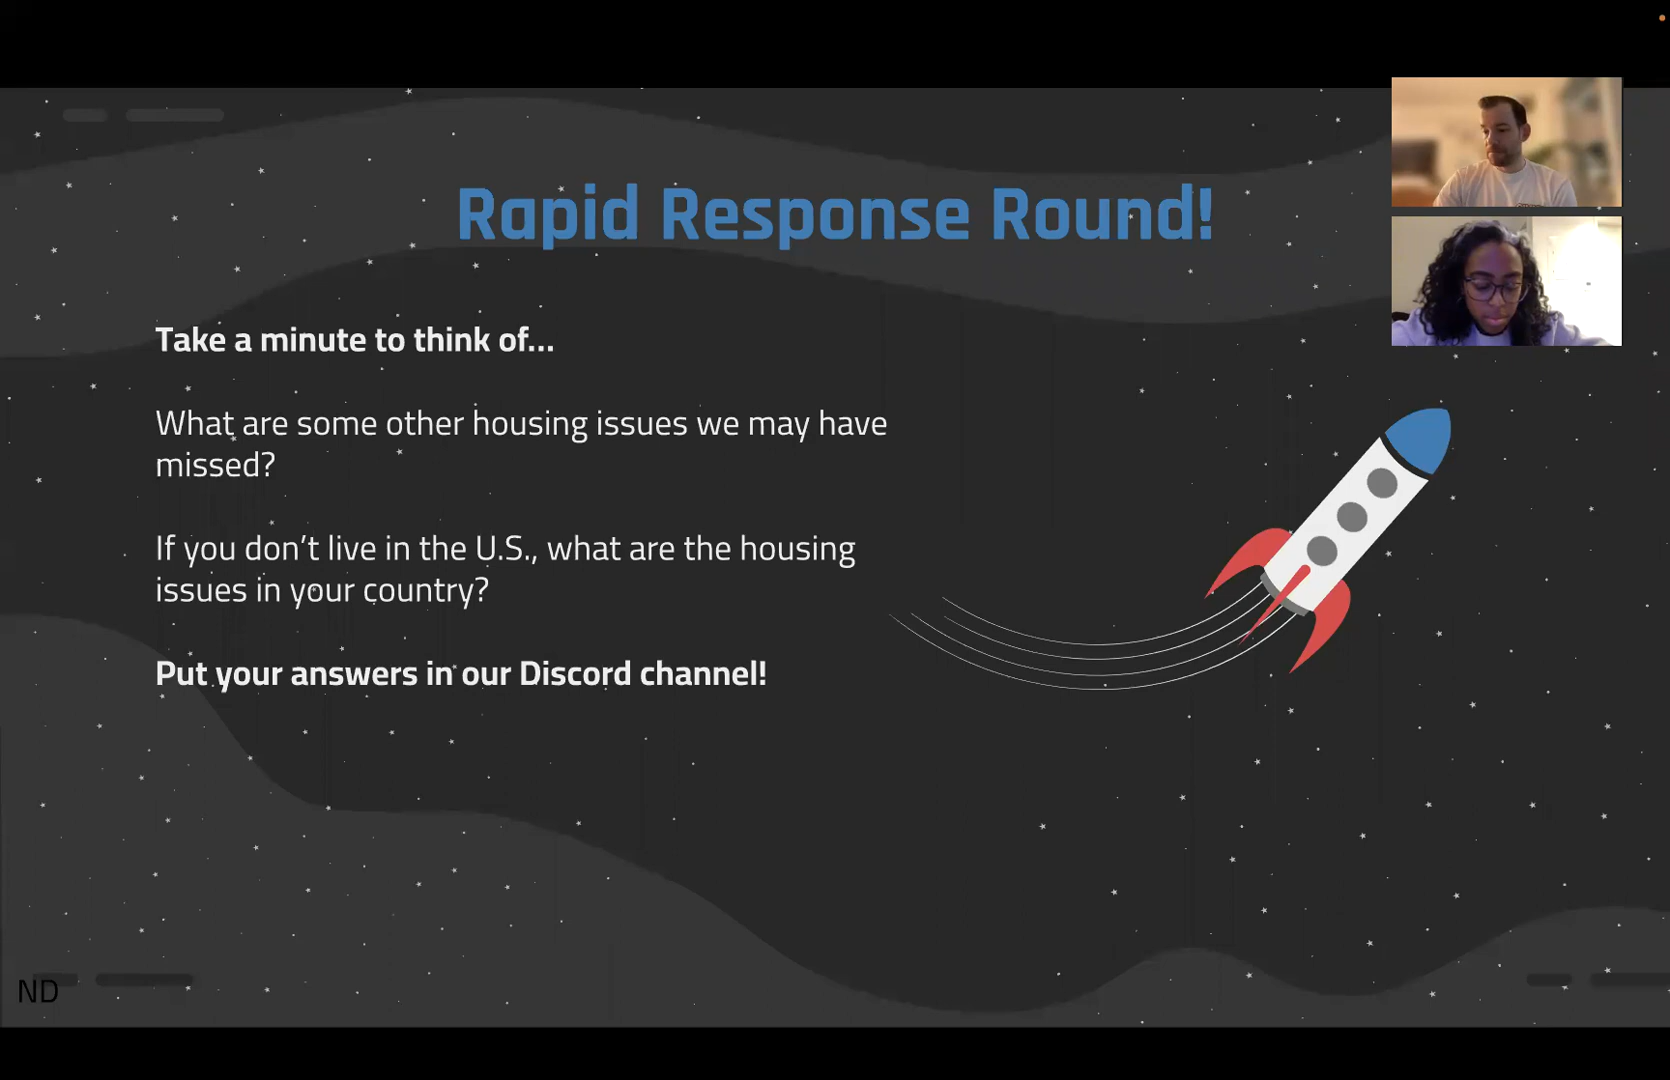 Rapid Response Round!
Take a minute to think of...
What are some other housing issues we may have
missed?
If you don't live in the U.S., what are the housing
issues in your country?
Put your answers in our Discord channel!
ND